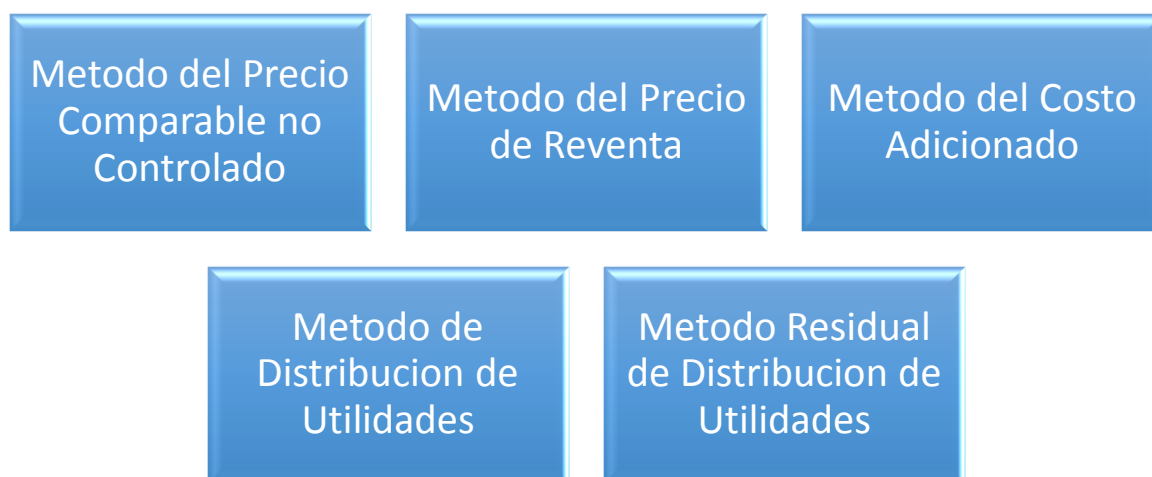 Metodo del Precio
Comparable no
Controlado
Metodo del Precio
de Reventa
Metodo del Costo
Adicionado
Metodo de
Distribucion de
Utilidades
Metodo Residual
de Distribucion de
Utilidades